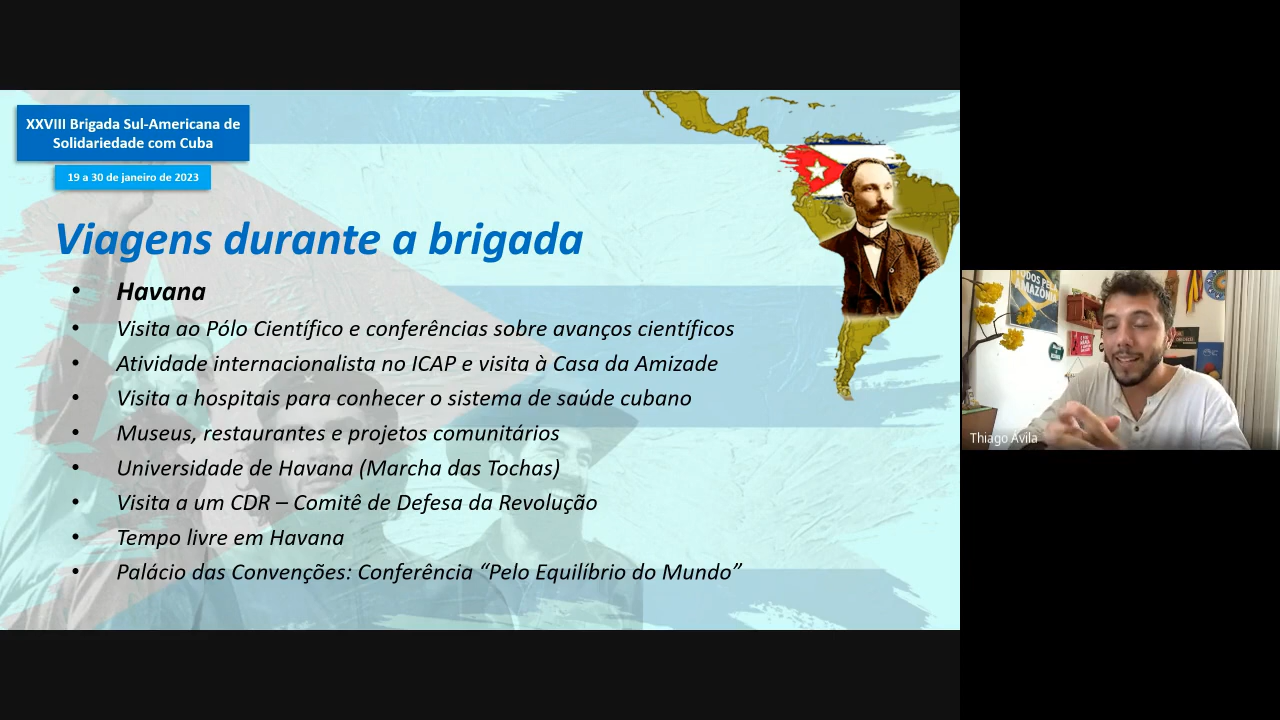 XXVIII Brigada Sul-Americana de
Solidariedade com Cuba
19 a 30 de janeiro de 2023
Viagens durante a brigada
• Havana
• Visita ao Pólo Científico e conferências sobre avanços científicos
• Atividade internacionalista no ICAP e visita à Casa da Amizade
• Visita a hospitais para conhecer o sistema de saúde cubano
• Museus, restaurantes e projetos comunitários
• Universidade de Havana (Marcha das Tochas)
• Visita a um CDR – Comitê de Defesa da Revolução
• Tempo livre em Havana
• Palácio das Convenções: Conferência “Pelo Equilíbrio do Mundo”
AMAZÔNIA
Thiago Ávila